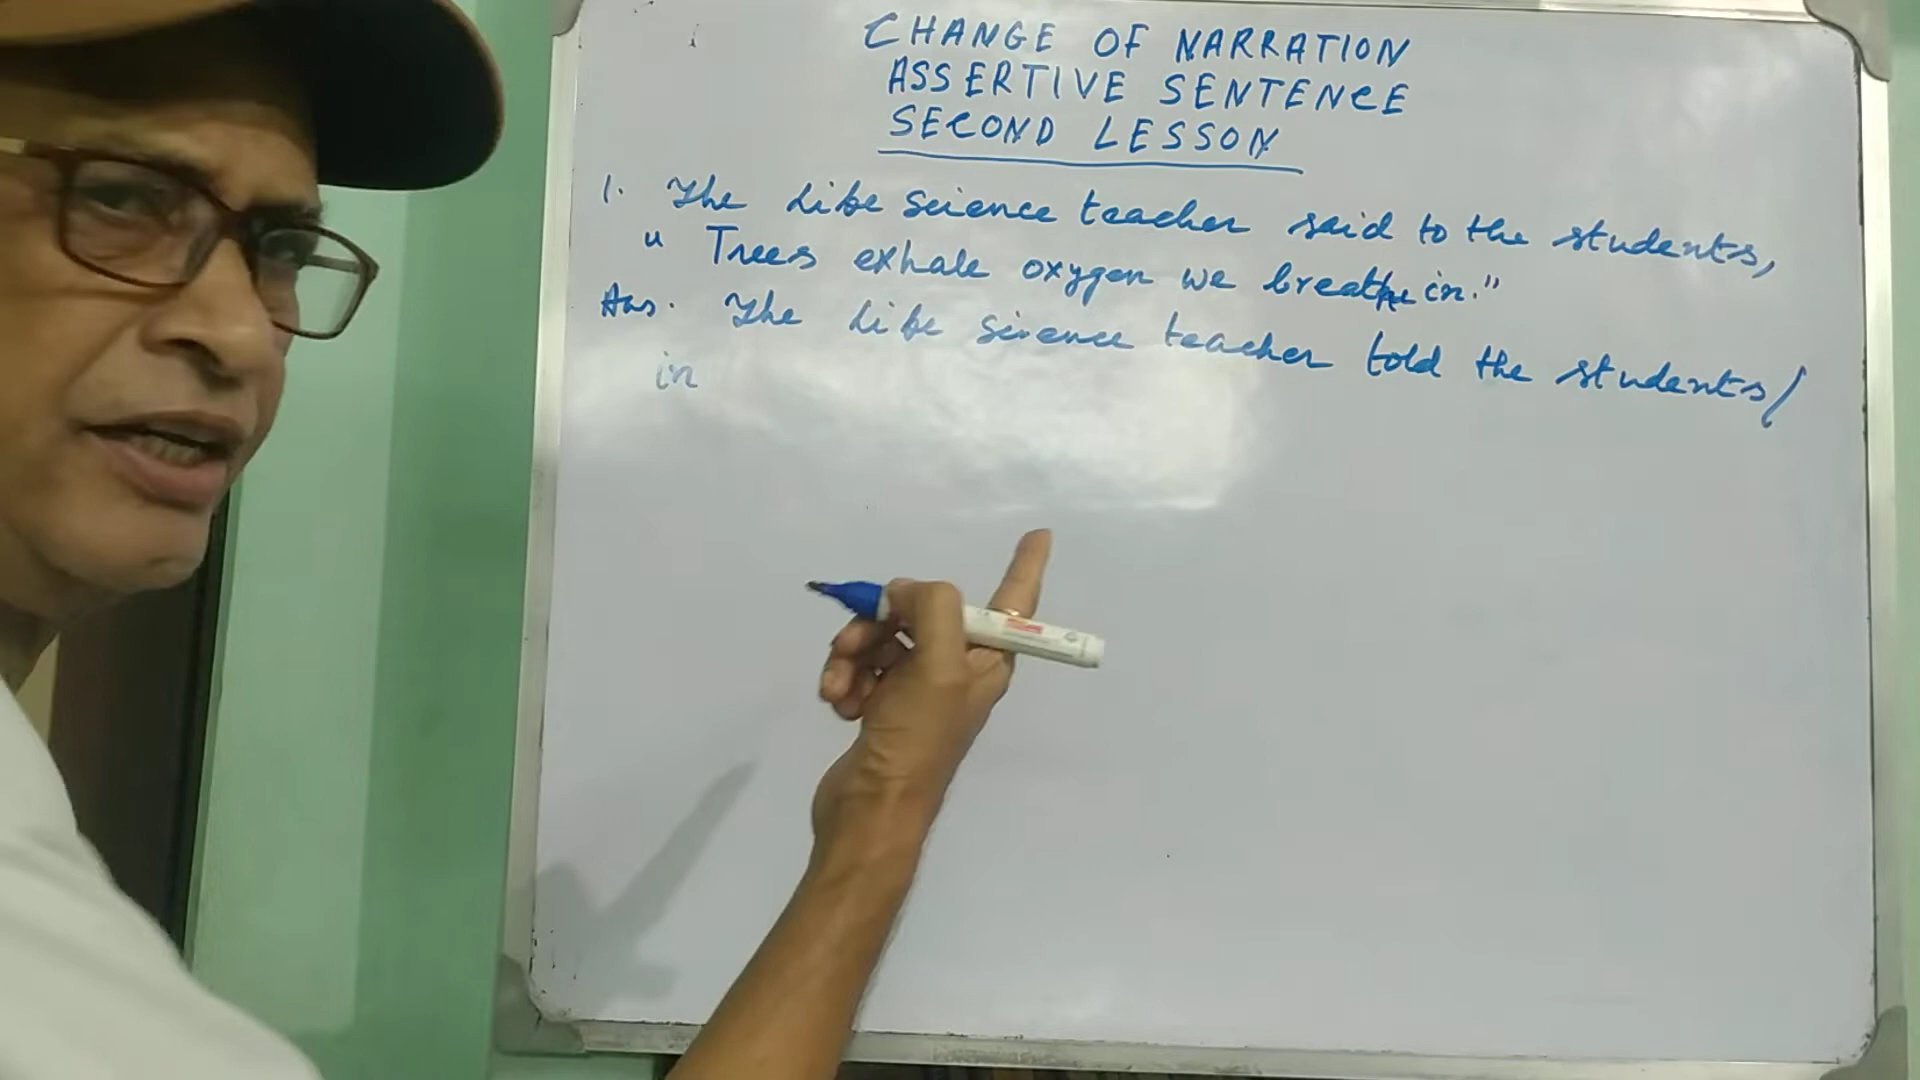 CHANGE OF NARRATION
ASSERTIVE SENTENCE
SECOND LESSON
1. The Life Science teacher said to the students,
" Trees exhale oxygen we breathe in."
Ans. The Life Science teacher told the students/
in